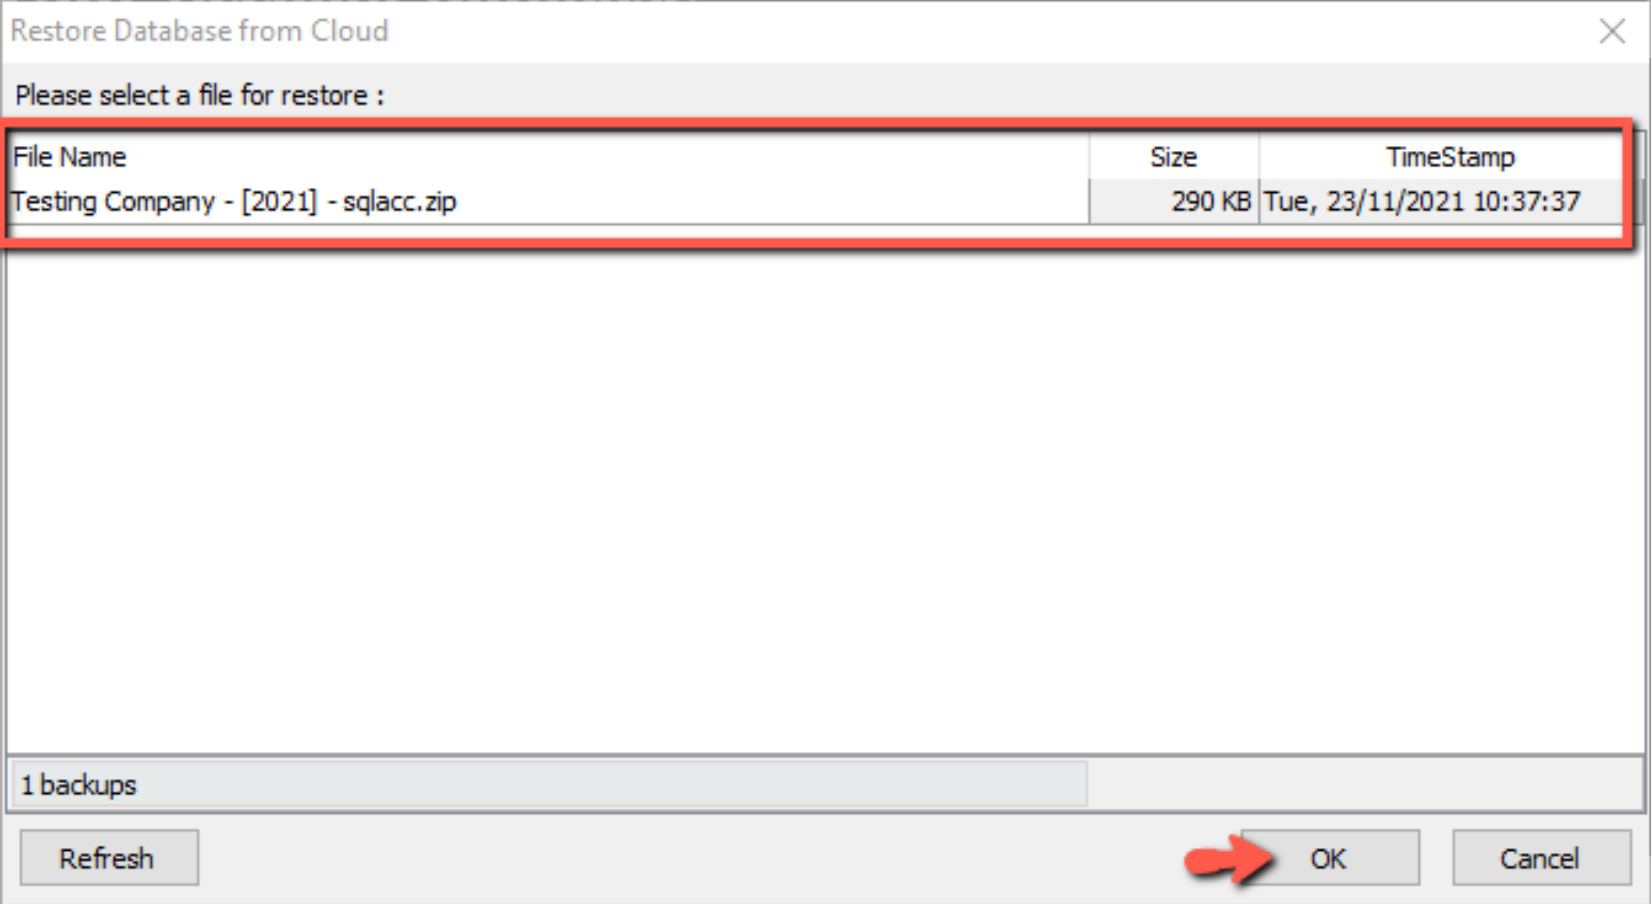 Restore Database from Cloud
Please select a file for restore :
File Name Size TimeStamp
Testing Company - [2021] - sqlacc.zip 290 KB Tue, 23/11/2021 10:37:37
1 backups
Refresh OK Cancel